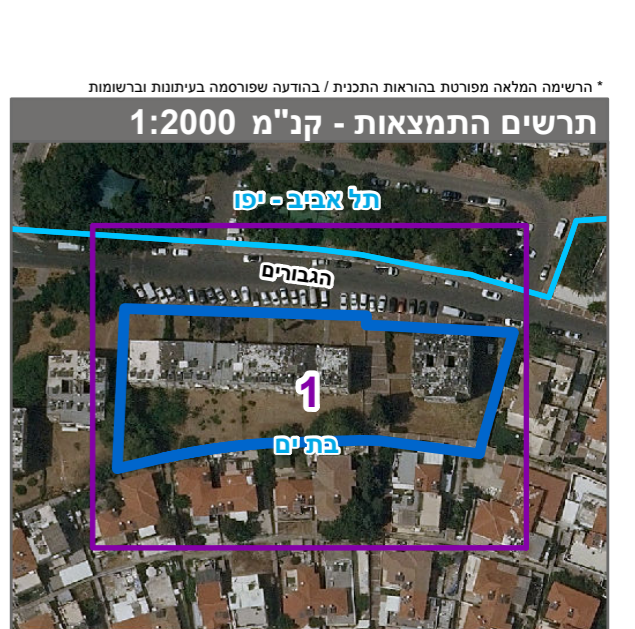 * הרשימה המלאה מפורטת בהוראות התכנית / בהודעה שפורסמה בעיתונות וברשומות
תרשים התמצאות - קנ"מ 1:2000
תל אביב - יפו
הגבורים
1
בת ים